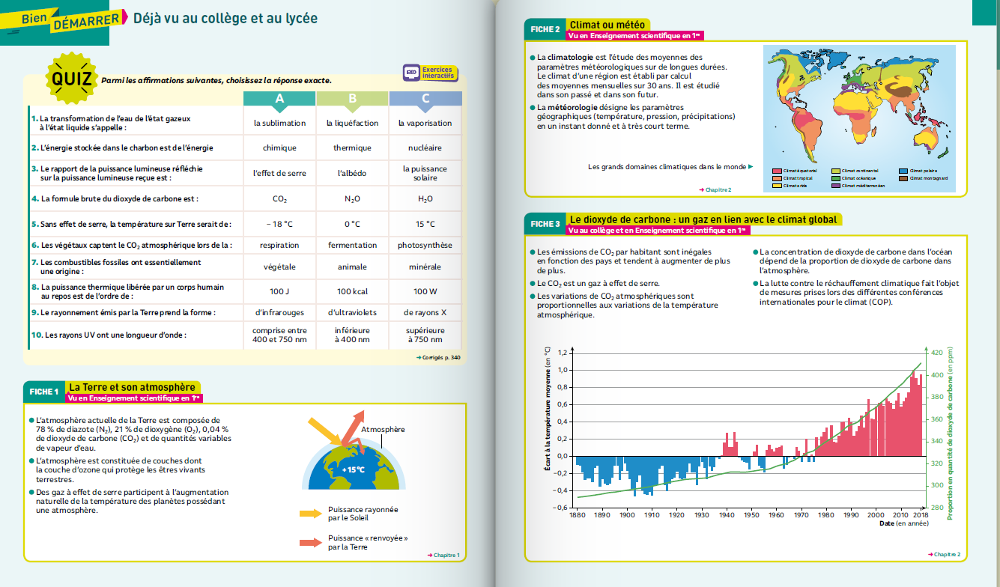 Bien DÉMARRER Déjà vu au collège et au lycée
QUIZ Parmi les affirmations suivantes, choisissez la réponse exacte.
EXO Exercices interactifs
A B C
1. La transformation de l'eau de l'état gazeux
à l'état liquide s'appelle :
la sublimation la liquéfaction la vaporisation
2. L'énergie stockée dans le charbon est de l'énergie
chimique thermique nucléaire
3. Le rapport de la puissance lumineuse réfléchie
sur la puissance lumineuse reçue est :
l'effet de serre l'albédo la puissance solaire
4. La formule brute du dioxyde de carbone est :
CO₂ N₂O H₂O
5. Sans effet de serre, la température sur Terre serait de :
– 18 °C 0 °C 15 °C
6. Les végétaux captent le CO₂ atmosphérique lors de la :
respiration fermentation photosynthèse
7. Les combustibles fossiles ont essentiellement
une origine :
végétale animale minérale
8. La puissance thermique libérée par un corps humain
au repos est de l'ordre de :
100 J 100 kcal 100 W
9. Le rayonnement émis par la Terre prend la forme :
d'infrarouges d'ultraviolets de rayons X
10. Les rayons UV ont une longueur d'onde :
comprise entre 400 et 750 nm
inférieure à 400 nm
supérieure à 750 nm
➜ Corrigés p. 340
FICHE 1 La Terre et son atmosphère
Vu en Enseignement scientifique en 1re
● L'atmosphère actuelle de la Terre est composée de
78 % de diazote (N₂), 21 % de dioxygène (O₂), 0,04 %
de dioxyde de carbone (CO₂) et de quantités variables
de vapeur d'eau.
● L'atmosphère est constituée de couches dont
la couche d'ozone qui protège les êtres vivants
terrestres.
● Des gaz à effet de serre participent à l'augmentation
naturelle de la température des planètes possédant
une atmosphère.
Atmosphère
+15°C
Puissance rayonnée
par le Soleil
Puissance « renvoyée »
par la Terre
➜ Chapitre 1
FICHE 2 Climat ou météo
Vu en Enseignement scientifique en 1re
● La climatologie est l'étude des moyennes des
paramètres météorologiques sur de longues durées.
Le climat d'une région est établi par calcul
des moyennes mensuelles sur 30 ans. Il est étudié
dans son passé et dans son futur.
● La météorologie désigne les paramètres
géographiques (température, pression, précipitations)
en un instant donné et à très court terme.
Les grands domaines climatiques dans le monde ►
Climat équatorial Climat continental Climat polaire
Climat tropical Climat océanique Climat montagnard
Climat aride Climat méditerranéen
➜ Chapitre 2
FICHE 3 Le dioxyde de carbone : un gaz en lien avec le climat global
Vu au collège et en Enseignement scientifique en 1re
● Les émissions de CO₂ par habitant sont inégales
en fonction des pays et tendent à augmenter de plus
de plus.
● Le CO₂ est un gaz à effet de serre.
● Les variations de CO₂ atmosphériques sont
proportionnelles aux variations de la température
atmosphérique.
● La concentration de dioxyde de carbone dans l'océan
dépend de la proportion de dioxyde de carbone dans
l'atmosphère.
● La lutte contre le réchauffement climatique fait l'objet
de mesures prises lors des différentes conférences
internationales pour le climat (COP).
Écart à la température moyenne (en °C)
1,2
1,0
0,8
0,6
0,4
0,2
0,0
–0,2
–0,4
–0,6
420
400
380
360
340
320
300
280
Proportion en quantité de dioxyde de carbone (en ppm)
1880 1890 1900 1910 1920 1930 1940 1950 1960 1970 1980 1990 2000 2010 2018
Date (en année)
➜ Chapitre 2